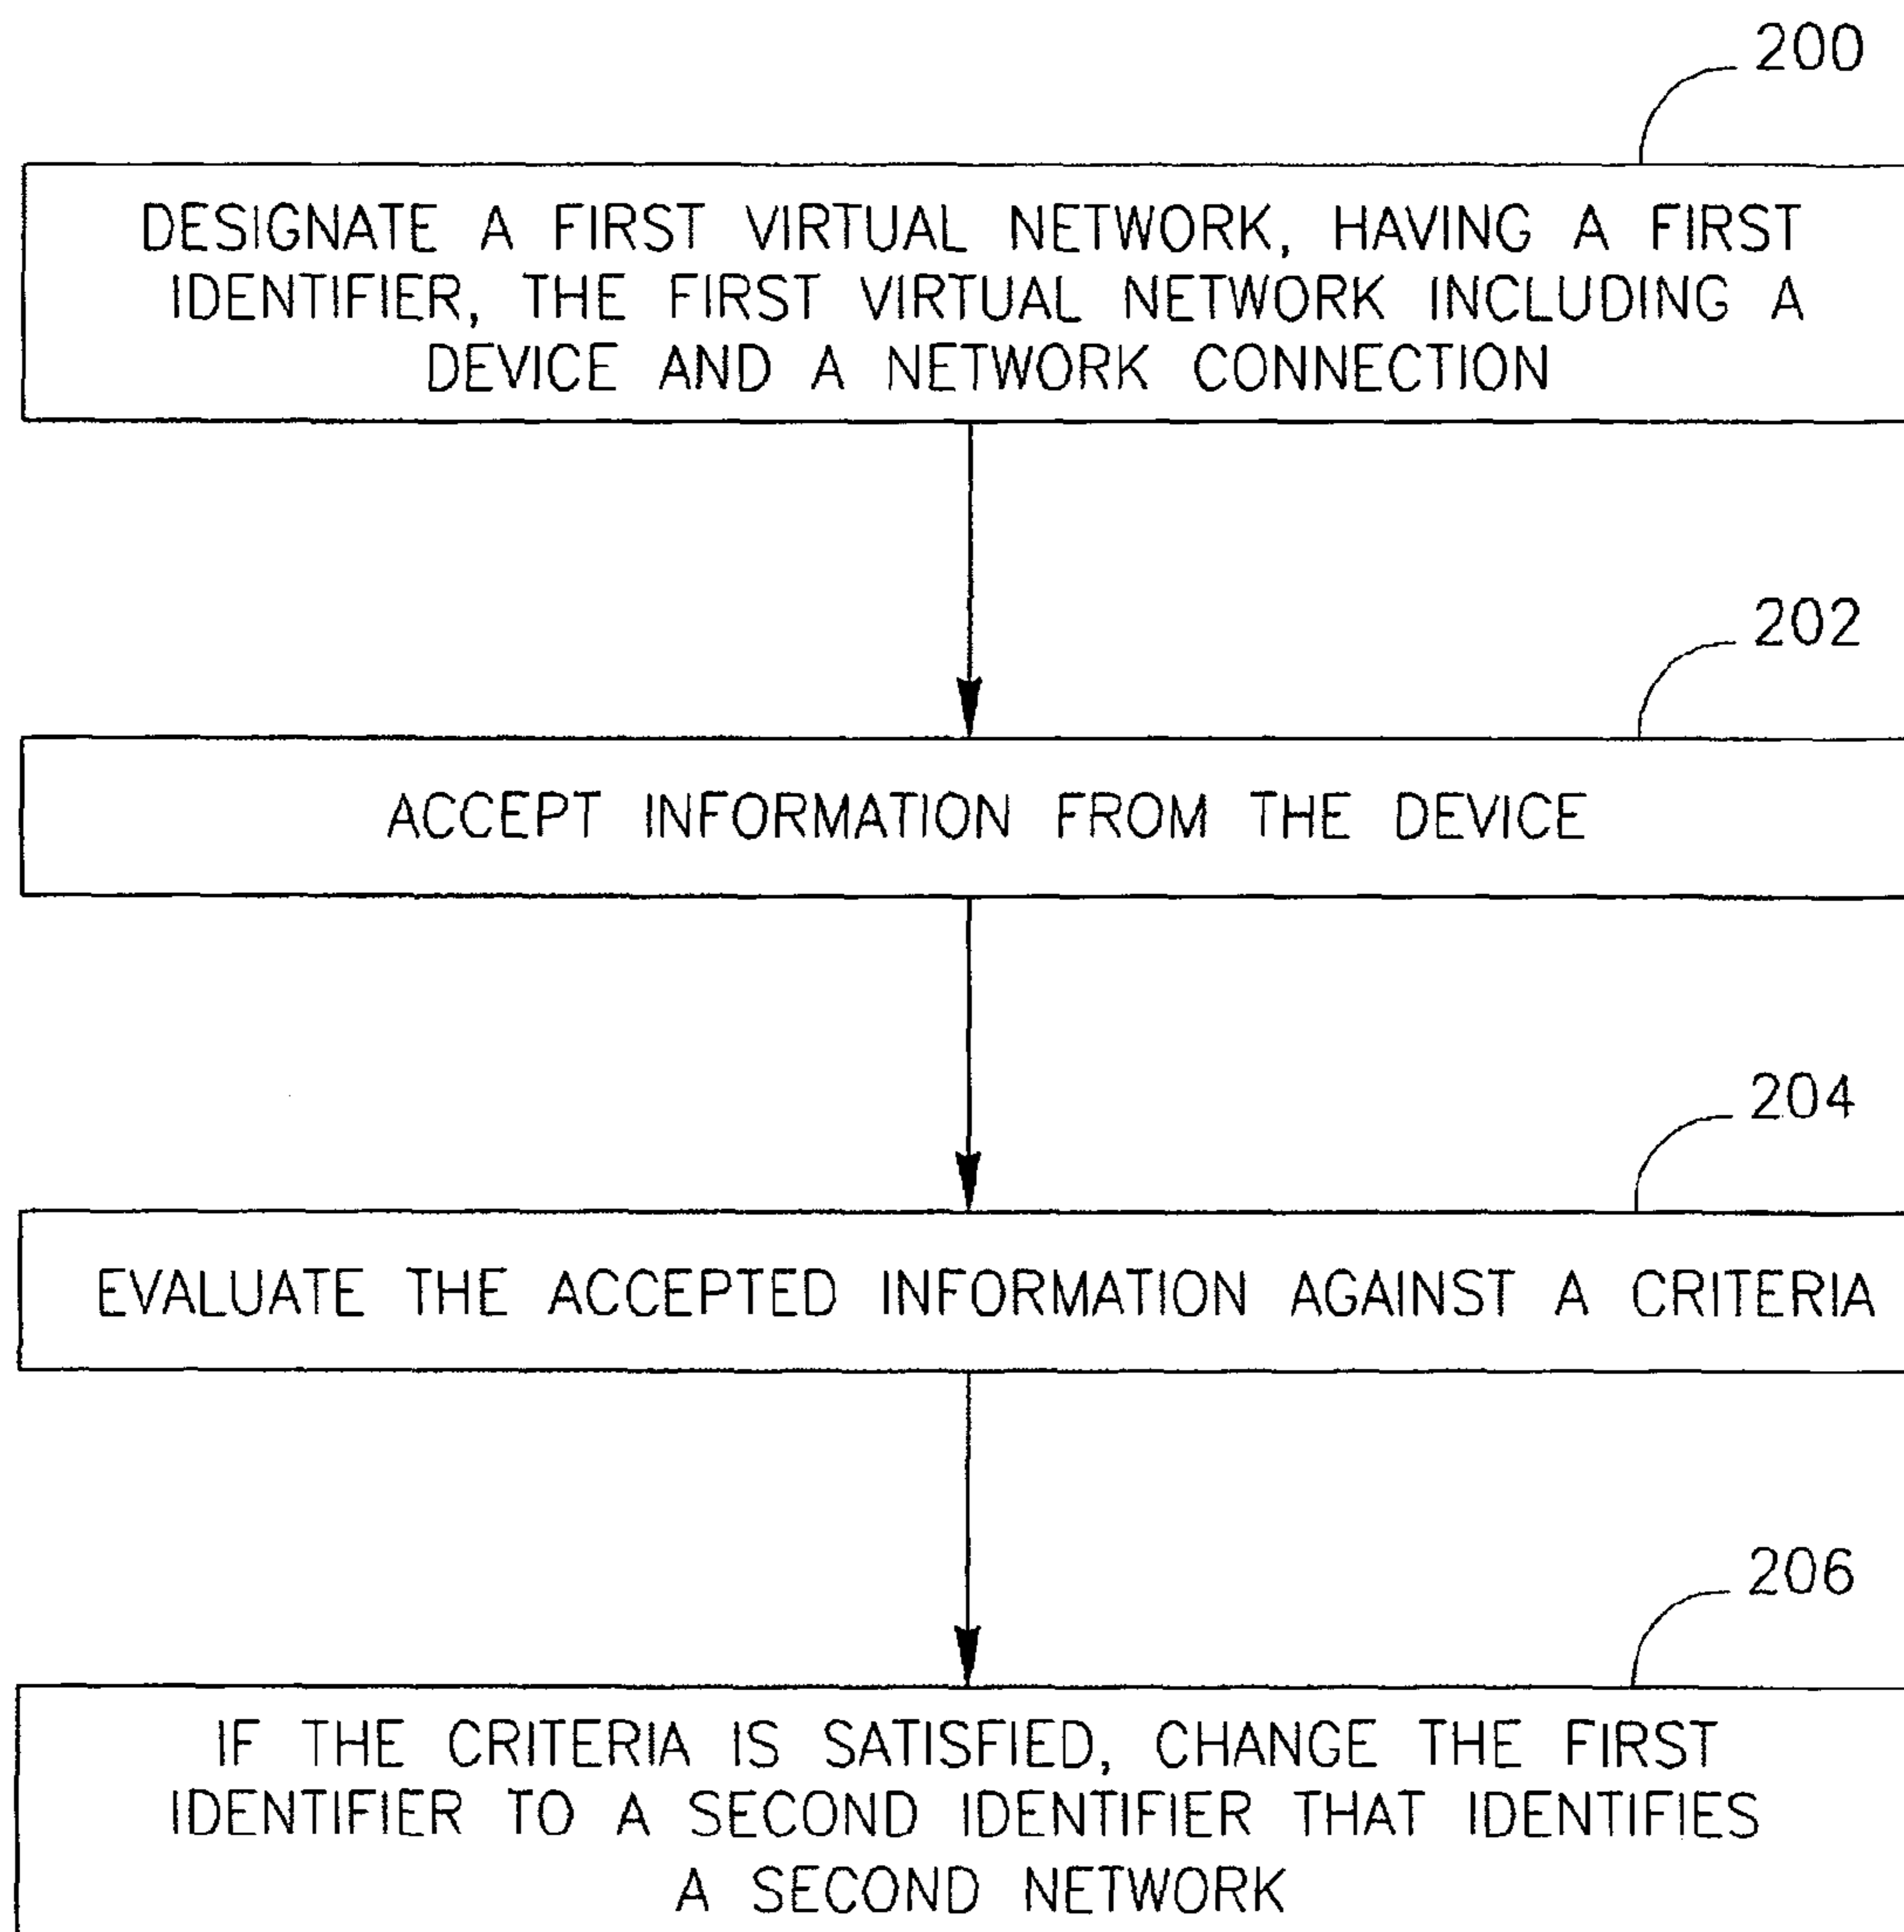 200
DESIGNATE A FIRST VIRTUAL NETWORK, HAVING A FIRST
IDENTIFIER, THE FIRST VIRTUAL NETWORK INCLUDING A
DEVICE AND A NETWORK CONNECTION
202
ACCEPT INFORMATION FROM THE DEVICE
204
EVALUATE THE ACCEPTED INFORMATION AGAINST A CRITERIA
206
IF THE CRITERIA IS SATISFIED, CHANGE THE FIRST
IDENTIFIER TO A SECOND IDENTIFIER THAT IDENTIFIES
A SECOND NETWORK